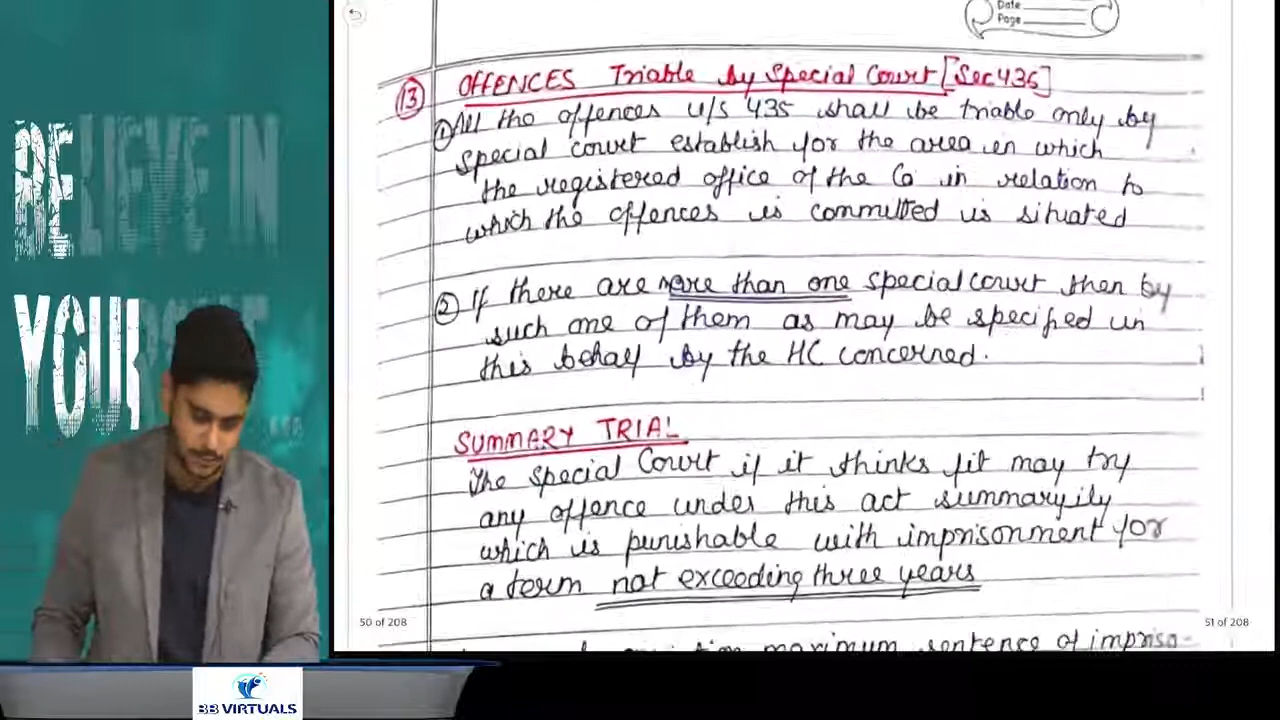 Date
Page
BELIEVE IN
YOURSELF
(13) OFFENCES Triable by Special Court [Sec 436]
(1) All the offences u/s 435 shall be triable only by
special court establish for the area in which
the registered office of the Co in relation to
which the offences is committed is situated
(2) If there are more than one special court then by
such one of them as may be specified in
this behalf by the HC concerned.
SUMMARY TRIAL
The Special Court if it thinks fit may try
any offence under this act summaryily
which is punishable with imprisonment for
a term not exceeding three years
50 of 208
51 of 208
maximum sentence of impriso-
BB VIRTUALS